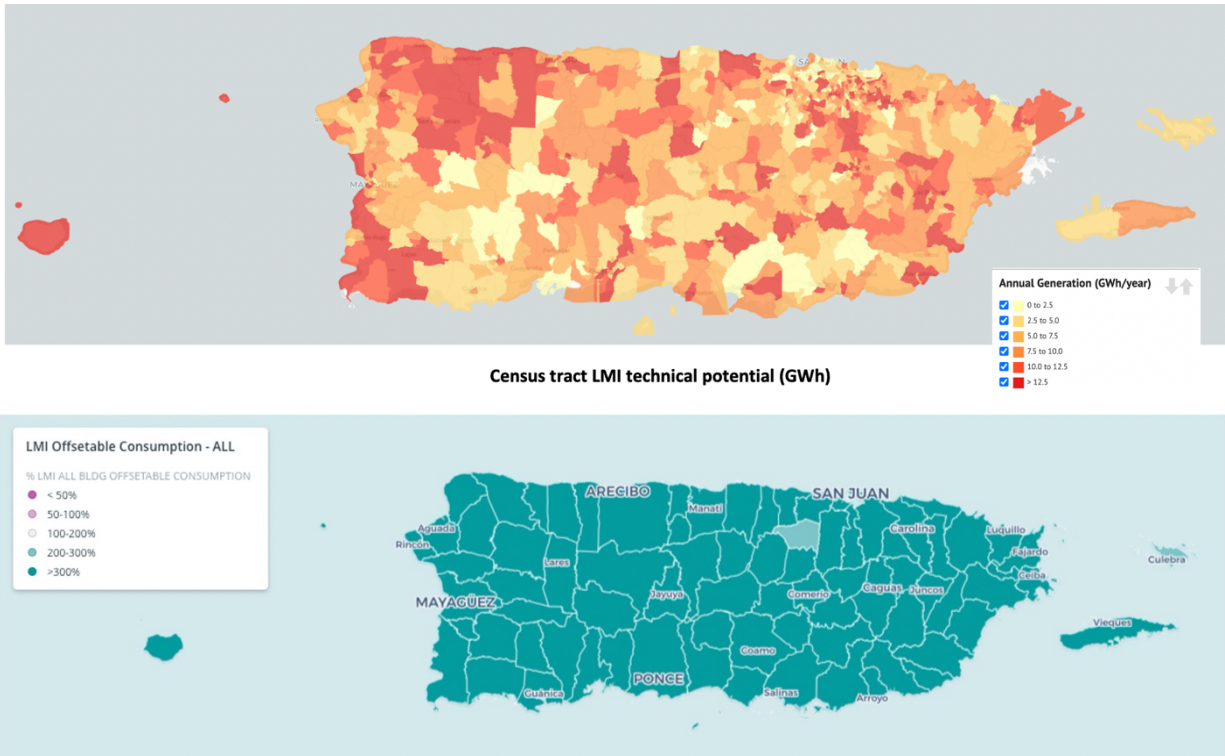 Annual Generation (GWh/year)
0 to 2.5
2.5 to 5.0
5.0 to 7.5
7.5 to 10.0
10.0 to 12.5
> 12.5
Census tract LMI technical potential (GWh)
LMI Offsetable Consumption - ALL
% LMI ALL BLDG OFFSETABLE CONSUMPTION
< 50%
50-100%
100-200%
200-300%
>300%
ARECIBO
SAN JUAN
Manatí
Aguada
Carolina
Luquillo
Rincón
Fajardo
Culebra
Lares
Ceiba
MAYAGÜEZ
Jayuya
Comerío
Caguas
Juncos
Vieques
Coamo
PONCE
Guánica
Salinas
Arroyo